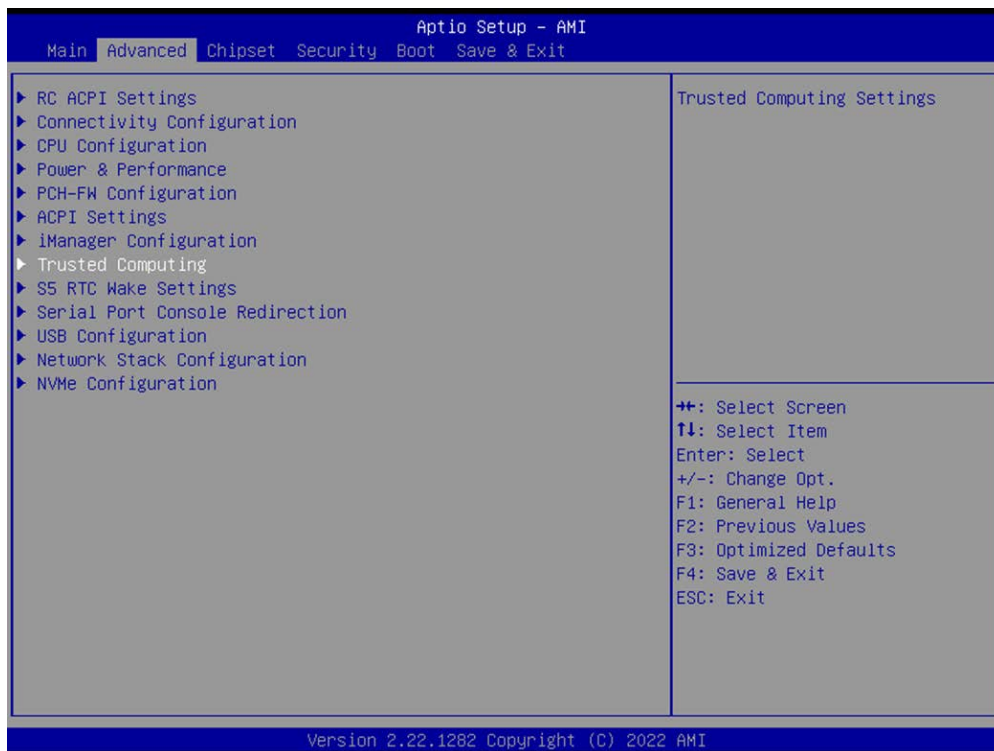 Aptio Setup – AMI
Main Advanced Chipset Security Boot Save & Exit
▶ RC ACPI Settings
▶ Connectivity Configuration
▶ CPU Configuration
▶ Power & Performance
▶ PCH-FW Configuration
▶ ACPI Settings
▶ iManager Configuration
▶ Trusted Computing
▶ S5 RTC Wake Settings
▶ Serial Port Console Redirection
▶ USB Configuration
▶ Network Stack Configuration
▶ NVMe Configuration
Trusted Computing Settings
→←: Select Screen
↑↓: Select Item
Enter: Select
+/-: Change Opt.
F1: General Help
F2: Previous Values
F3: Optimized Defaults
F4: Save & Exit
ESC: Exit
Version 2.22.1282 Copyright (C) 2022 AMI